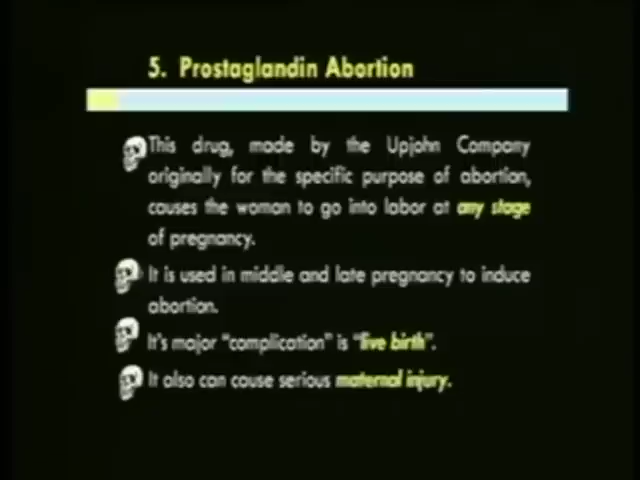 5. Prostaglandin Abortion
This drug, made by the Upjohn Company
originally for the specific purpose of abortion,
causes the woman to go into labor at any stage
of pregnancy.
It is used in middle and late pregnancy to induce
abortion.
It's major "complication" is "live birth".
It also can cause serious maternal injury.